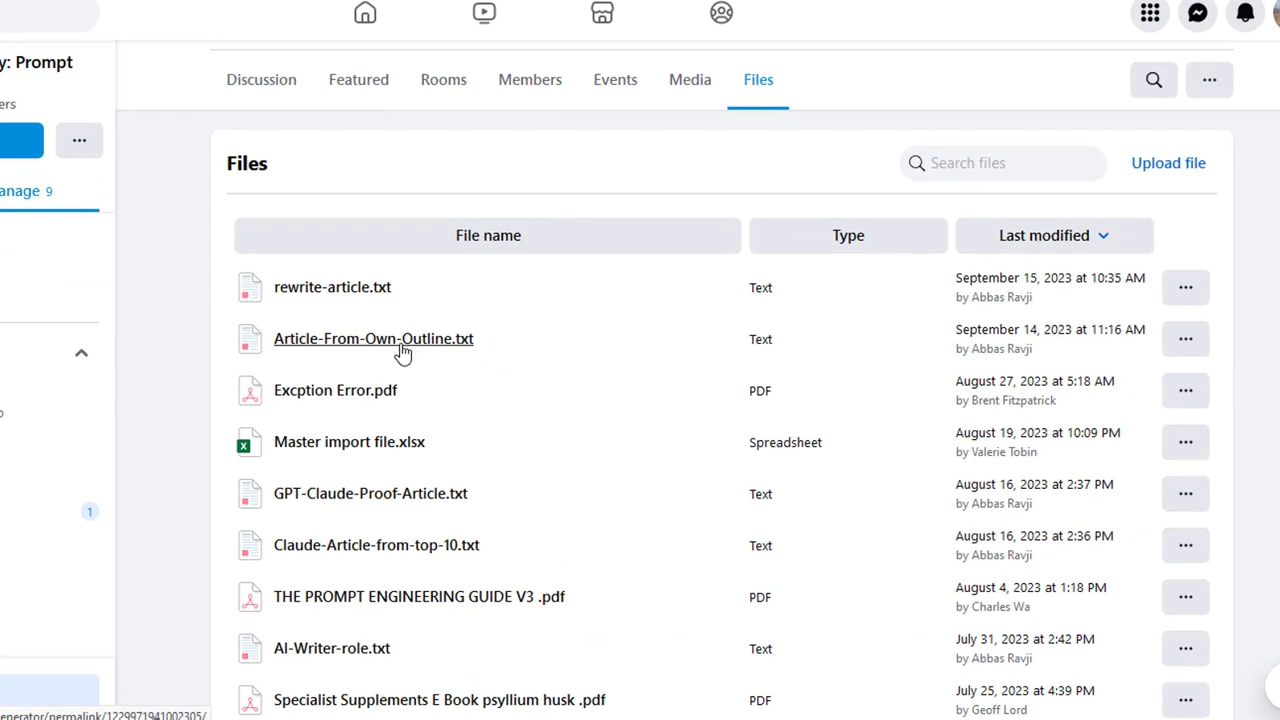 y: Prompt
ers
anage 9
1
enerator/permalink/1229971941002305/
Discussion Featured Rooms Members Events Media Files
Files
Search files
Upload file
File name Type Last modified
rewrite-article.txt Text September 15, 2023 at 10:35 AM
by Abbas Ravji
Article-From-Own-Outline.txt Text September 14, 2023 at 11:16 AM
by Abbas Ravji
Excption Error.pdf PDF August 27, 2023 at 5:18 AM
by Brent Fitzpatrick
Master import file.xlsx Spreadsheet August 19, 2023 at 10:09 PM
by Valerie Tobin
GPT-Claude-Proof-Article.txt Text August 16, 2023 at 2:37 PM
by Abbas Ravji
Claude-Article-from-top-10.txt Text August 16, 2023 at 2:36 PM
by Abbas Ravji
THE PROMPT ENGINEERING GUIDE V3 .pdf PDF August 4, 2023 at 1:18 PM
by Charles Wa
AI-Writer-role.txt Text July 31, 2023 at 2:42 PM
by Abbas Ravji
Specialist Supplements E Book psyllium husk .pdf PDF July 25, 2023 at 4:39 PM
by Geoff Lord